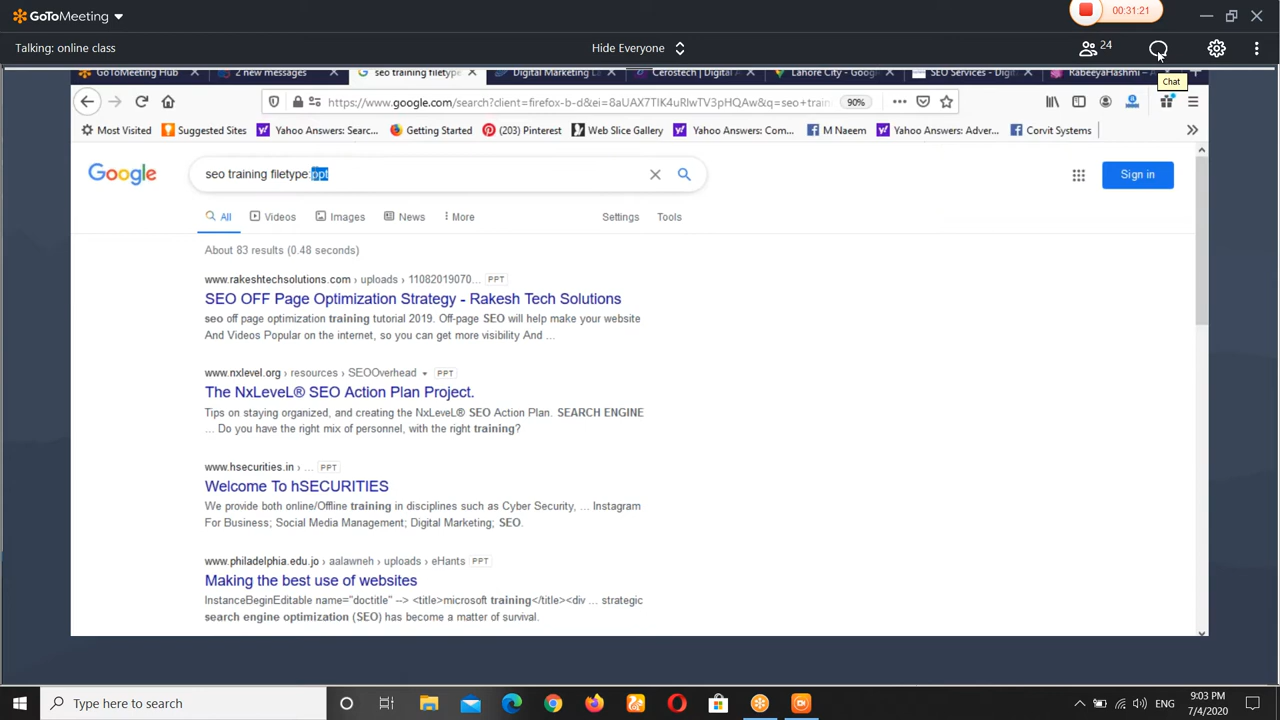 GoToMeeting
00:31:21
Talking: online class
Hide Everyone
24
Chat
GoToMeeting Hub
2 new messages
seo training filetype
Digital Marketing
Cerostech | Digital
Lahore City - Goog
SEO Services - Digit
RabeeyaHashmi –
https://www.google.com/search?client=firefox-b-d&ei=8aUAX7TIK4uRlwTV3pHQAw&q=seo+train
90%
Most Visited
Suggested Sites
Yahoo Answers: Searc...
Getting Started
(203) Pinterest
Web Slice Gallery
Yahoo Answers: Com...
M Naeem
Yahoo Answers: Adver...
Corvit Systems
Google
seo training filetype:ppt
Sign in
All
Videos
Images
News
More
Settings
Tools
About 83 results (0.48 seconds)
www.rakeshtechsolutions.com › uploads › 11082019070... PPT
SEO OFF Page Optimization Strategy - Rakesh Tech Solutions
seo off page optimization training tutorial 2019. Off-page SEO will help make your website
And Videos Popular on the internet, so you can get more visibility And ...
www.nxlevel.org › resources › SEOOverhead PPT
The NxLeveL® SEO Action Plan Project.
Tips on staying organized, and creating the NxLeveL® SEO Action Plan. SEARCH ENGINE
... Do you have the right mix of personnel, with the right training?
www.hsecurities.in › ... PPT
Welcome To hSECURITIES
We provide both online/Offline training in disciplines such as Cyber Security, ... Instagram
For Business; Social Media Management; Digital Marketing; SEO.
www.philadelphia.edu.jo › aalawneh › uploads › eHants PPT
Making the best use of websites
InstanceBeginEditable name="doctitle" --> <title>microsoft training</title><div ... strategic
search engine optimization (SEO) has become a matter of survival.
Type here to search
ENG
9:03 PM
7/4/2020